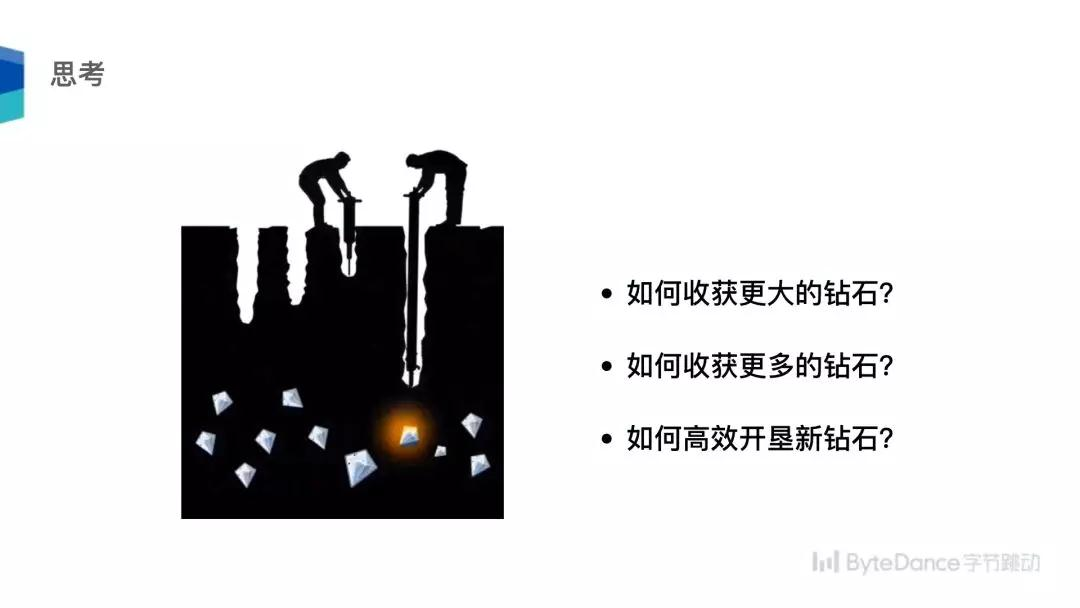 思考
• 如何收获更大的钻石？
• 如何收获更多的钻石？
• 如何高效开垦新钻石？
ByteDance字节跳动